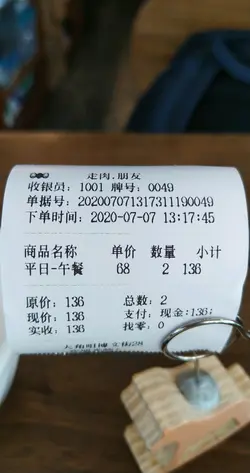 走肉.朋友
收银员: 1001 牌号: 0049
单据号: 202007071317311190049
下单时间: 2020-07-07 13:17:45
商品名称 单价 数量 小计
平日-午餐 68 2 136
原价: 136 总数: 2
现价: 136 支付: 现金:136;
实收: 136 找零: 0